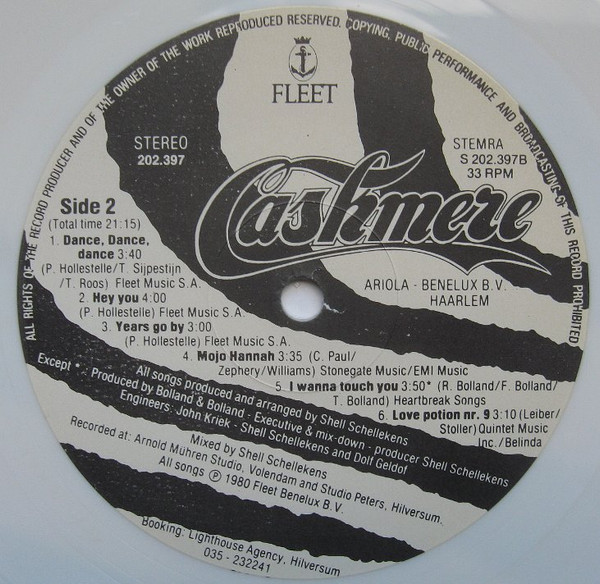 ALL RIGHTS OF THE RECORD PRODUCER AND OF THE OWNER OF THE WORK REPRODUCED RESERVED. COPYING, PUBLIC PERFORMANCE AND BROADCASTING OF THIS RECORD PROHIBITED
FLEET
STEREO
202.397
STEMRA
S 202.397B
33 RPM
Cashmere
ARIOLA - BENELUX B.V.
HAARLEM
Side 2
(Total time 21:15)
1. Dance, Dance,
dance 3:40
(P. Hollestelle/T. Sijpestijn
/T. Roos) Fleet Music S.A.
2. Hey you 4:00
(P. Hollestelle) Fleet Music S.A.
3. Years go by 3:00
(P. Hollestelle) Fleet Music S.A.
4. Mojo Hannah 3:35 (C. Paul/
Zephery/Williams) Stonegate Music/EMI Music
5. I wanna touch you 3:50* (R. Bolland/F. Bolland/
T. Bolland) Heartbreak Songs
6. Love potion nr. 9 3:10 (Leiber/
Stoller) Quintet Music
Inc./Belinda
All songs produced and arranged by Shell Schellekens
Except * - Produced by Bolland & Bolland - Executive & mix-down - producer Shell Schellekens
Engineers: John Kriek - Shell Schellekens and Dolf Geldof
Mixed by Shell Schellekens
Recorded at: Arnold Mühren Studio, Volendam and Studio Peters, Hilversum.
All songs ℗ 1980 Fleet Benelux B.V.
Booking: Lighthouse Agency, Hilversum
035 - 232241